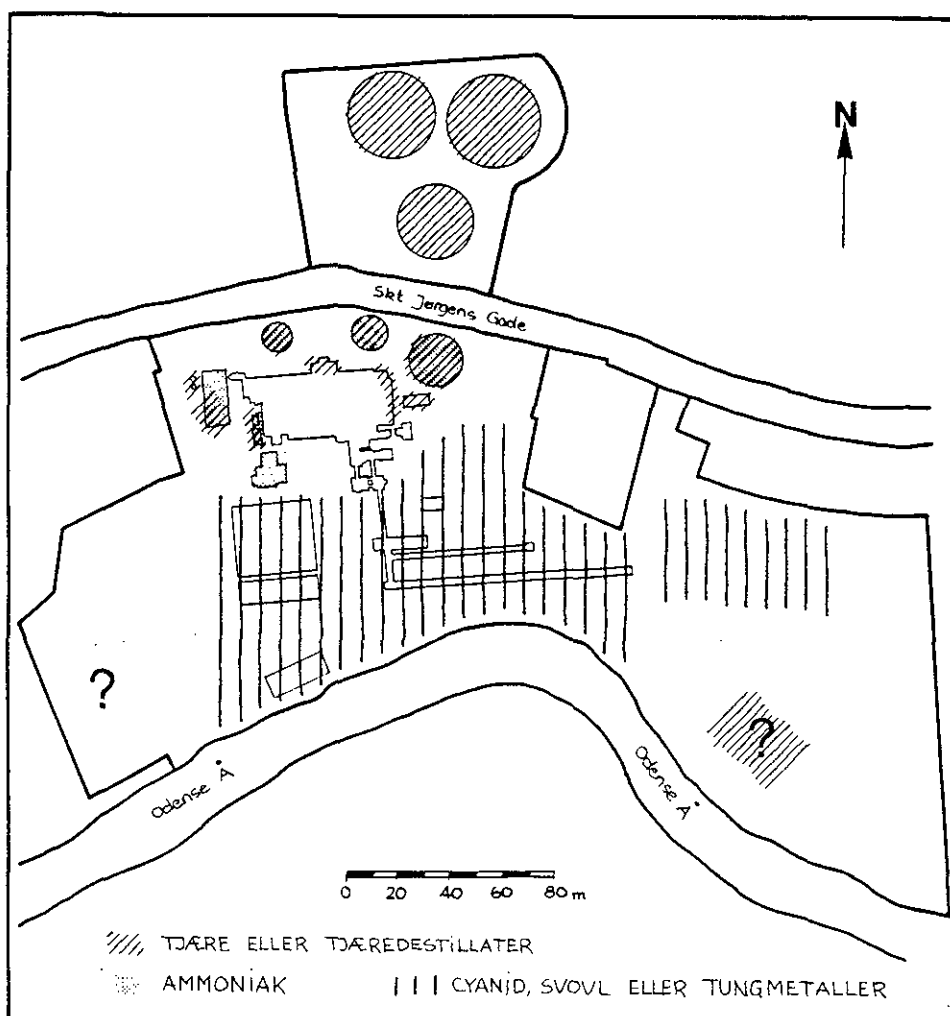 N
Skt Jørgens Gade
?
?
Odense Å
Odense Å
0 20 40 60 80 m
TJÆRE ELLER TJÆREDESTILLATER
AMMONIAK
CYANID, SVOVL ELLER TUNGMETALLER